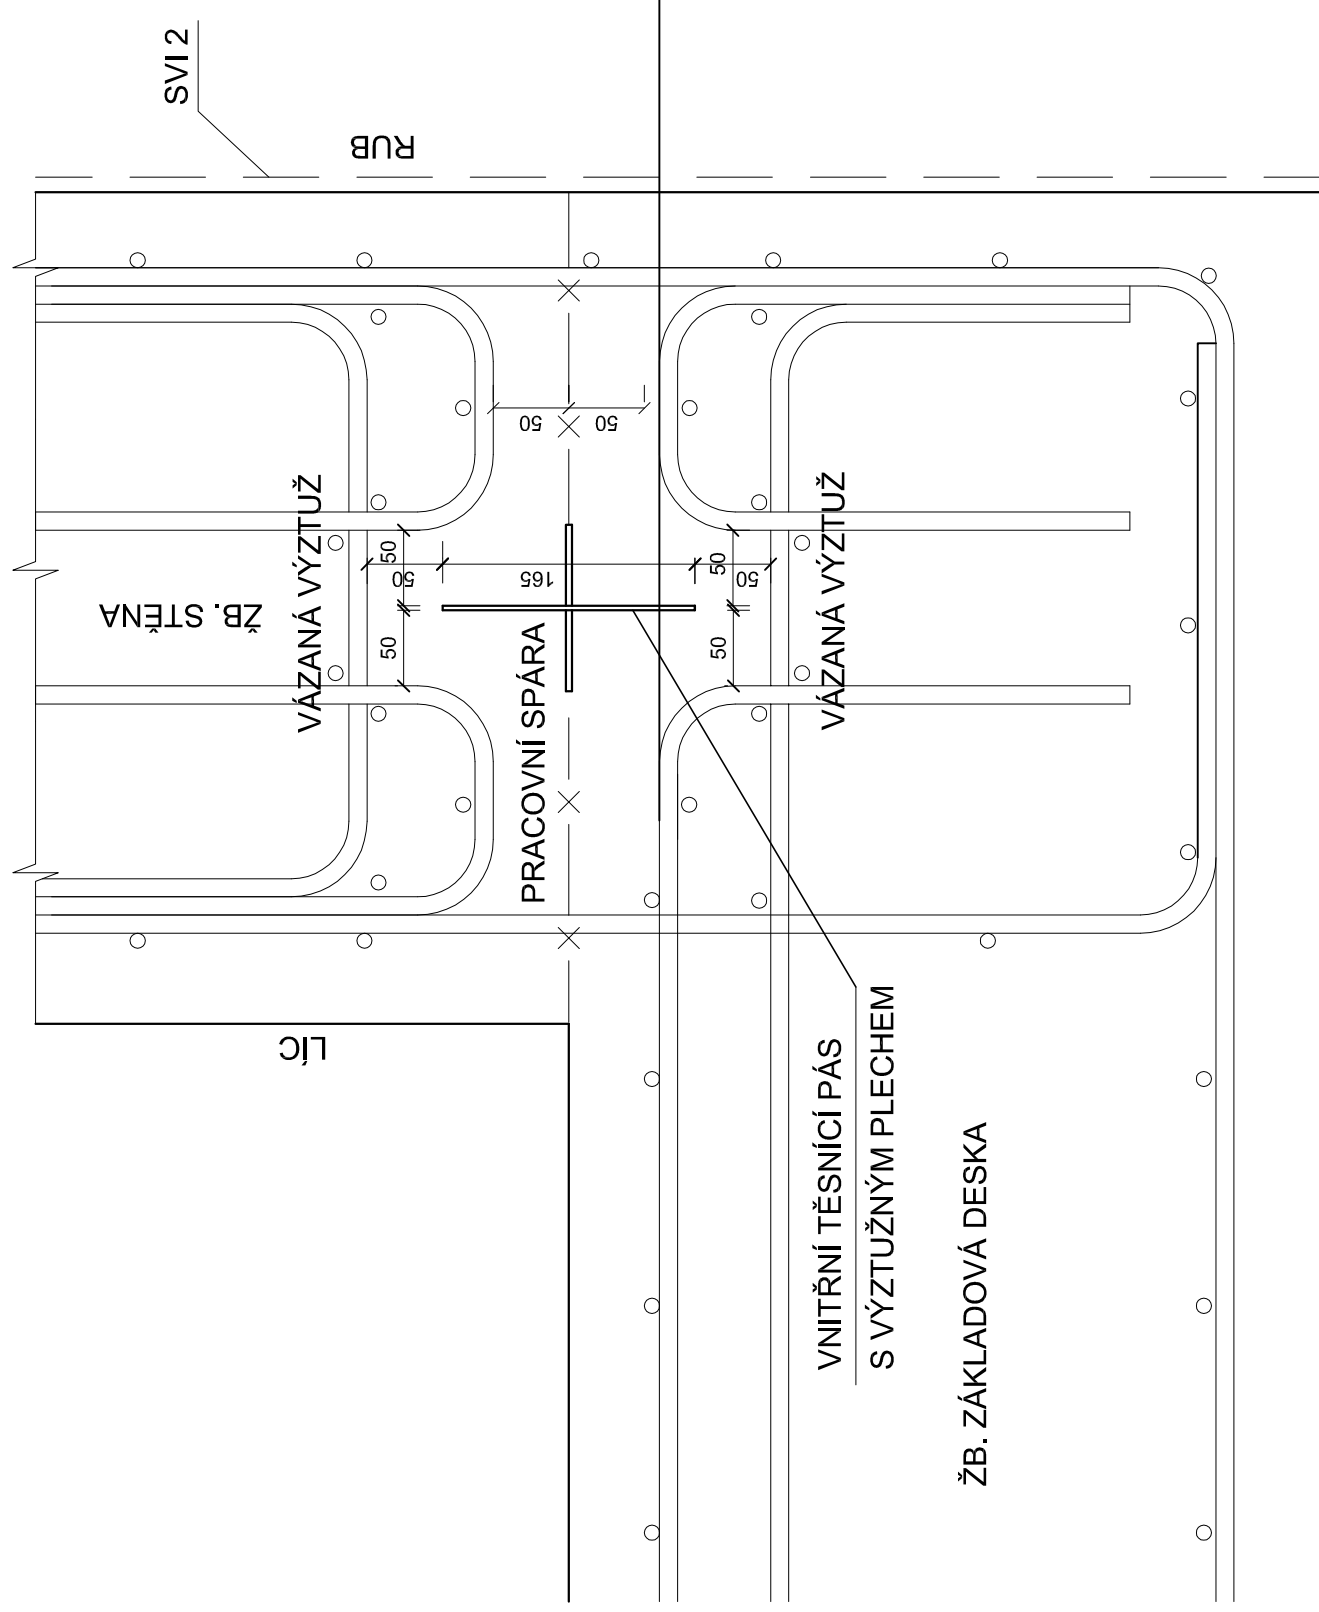 SVI 2
RUB
ŽB. STĚNA
VÁZANÁ VÝZTUŽ
PRACOVNÍ SPÁRA
50
50
50
50
50
165
50
50
50
VÁZANÁ VÝZTUŽ
LÍC
VNITŘNÍ TĚSNÍCÍ PÁS
S VÝZTUŽNÝM PLECHEM
ŽB. ZÁKLADOVÁ DESKA